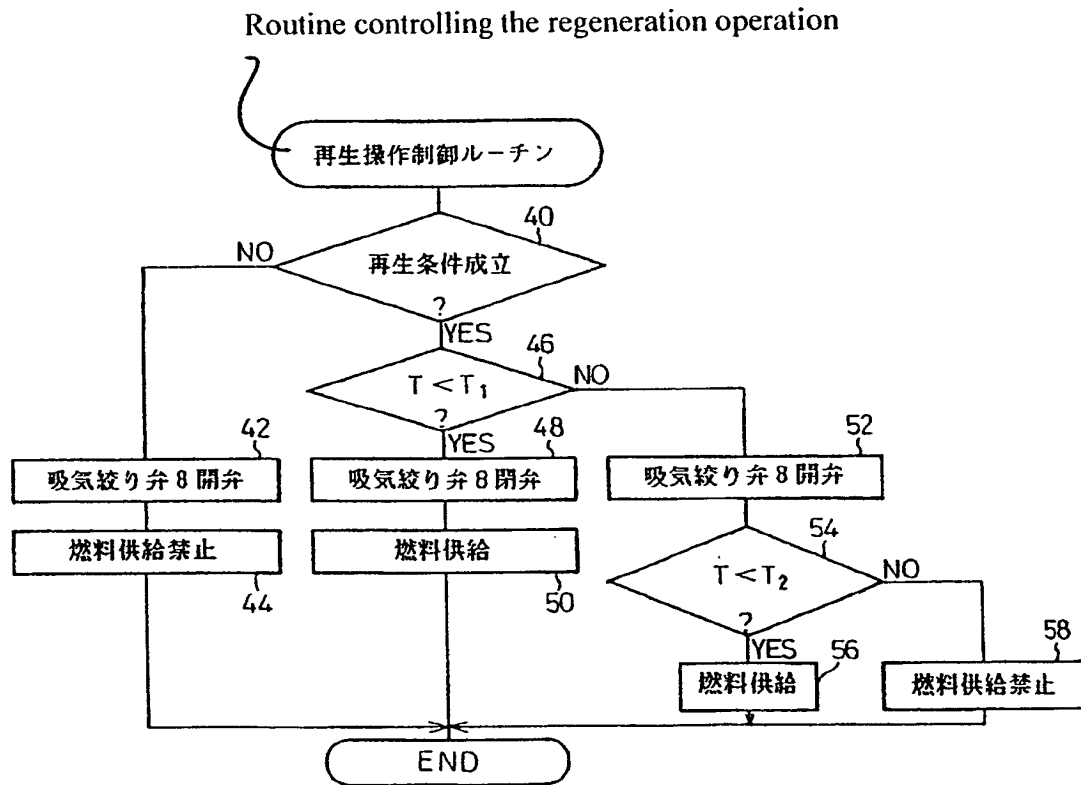 Routine controlling the regeneration operation
再生操作制御ルーチン
40
NO
再生条件成立
?
YES
46
T < T₁
NO
?
YES
42
48
52
吸気絞り弁8開弁
吸気絞り弁8閉弁
吸気絞り弁8開弁
燃料供給禁止
燃料供給
54
T < T₂
NO
44
50
?
YES
56
58
燃料供給
燃料供給禁止
END